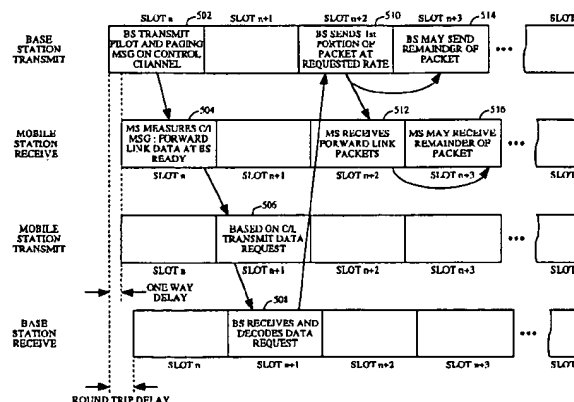 SLOT n 502 SLOT n+1 SLOT n+2 510 SLOT n+3 514 SLOT
BASE
STATION
TRANSMIT
BS TRANSMIT
PILOT AND PAGING
MSG ON CONTROL
CHANNEL
BS SENDS 1st
PORTION OF
PACKET AT
REQUESTED RATE
BS MAY SEND
REMAINDER OF
PACKET
504 512 516
MOBILE
STATION
RECEIVE
MS MEASURES C/I
MSG : FORWARD
LINK DATA AT BS
READY
MS RECEIVES
FORWARD LINK
PACKETS
MS MAY RECEIVE
REMAINDER OF
PACKET
SLOT n SLOT n+1 SLOT n+2 SLOT n+3 SLOT
506
MOBILE
STATION
TRANSMIT
BASED ON C/I,
TRANSMIT DATA
REQUEST
SLOT n SLOT n+1 SLOT n+2 SLOT n+3 SLOT
ONE WAY
DELAY
508
BASE
STATION
RECEIVE
BS RECEIVES AND
DECODES DATA
REQUEST
SLOT n SLOT n+1 SLOT n+2 SLOT n+3 SLOT
ROUND TRIP DELAY